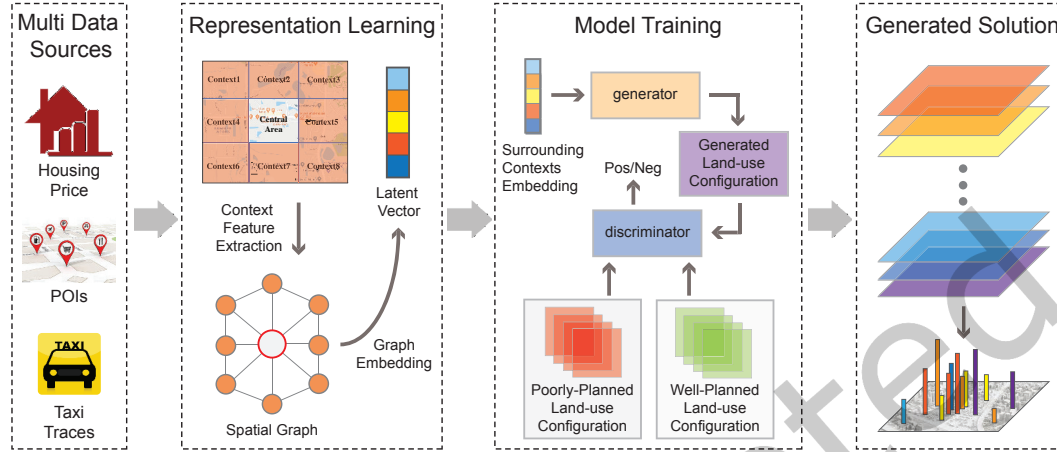 Multi Data
Sources
Housing
Price
POIs
TAXI
Taxi
Traces
Representation Learning
Context1
Context2
Context3
Context4
Central
Area
Context5
Context6
Context7
Context8
Context
Feature
Extraction
Latent
Vector
Graph
Embedding
Spatial Graph
Model Training
generator
Surrounding
Contexts
Embedding
Pos/Neg
Generated
Land-use
Configuration
discriminator
Poorly-Planned
Land-use
Configuration
Well-Planned
Land-use
Configuration
Generated Solution